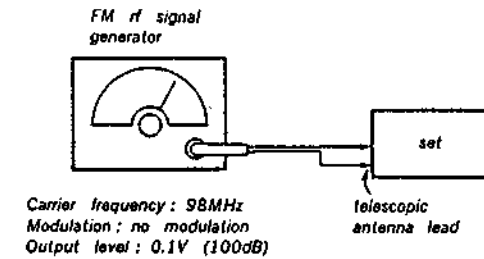 FM rf signal
generator
set
Carrier frequency : 98MHz
Modulation : no modulation
Output level : 0.1V (100dB)
telescopic
antenna lead